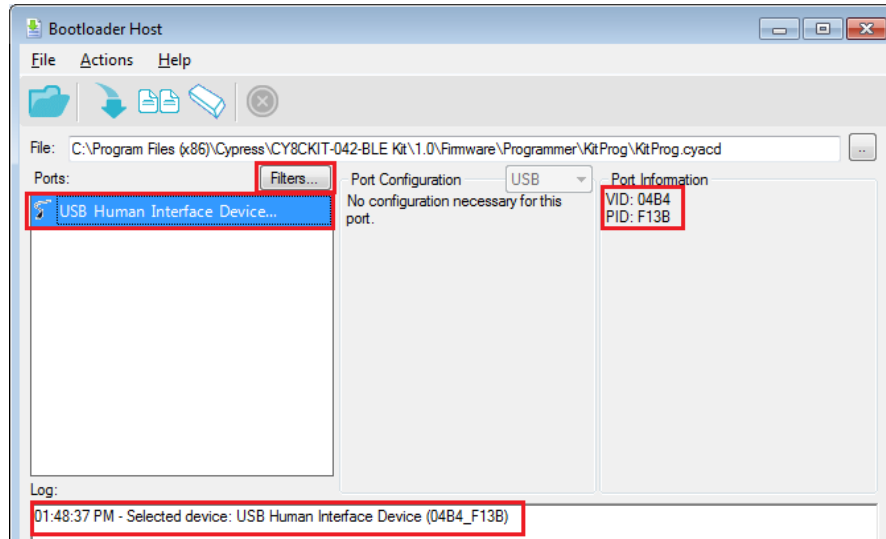 Bootloader Host
File Actions Help
File: C:\Program Files (x86)\Cypress\CY8CKIT-042-BLE Kit\1.0\Firmware\Programmer\KitProg\KitProg.cyacd ..
Ports: Filters...
USB Human Interface Device...
Port Configuration USB
No configuration necessary for this
port.
Port Information
VID: 04B4
PID: F13B
Log:
01:48:37 PM - Selected device: USB Human Interface Device (04B4_F13B)